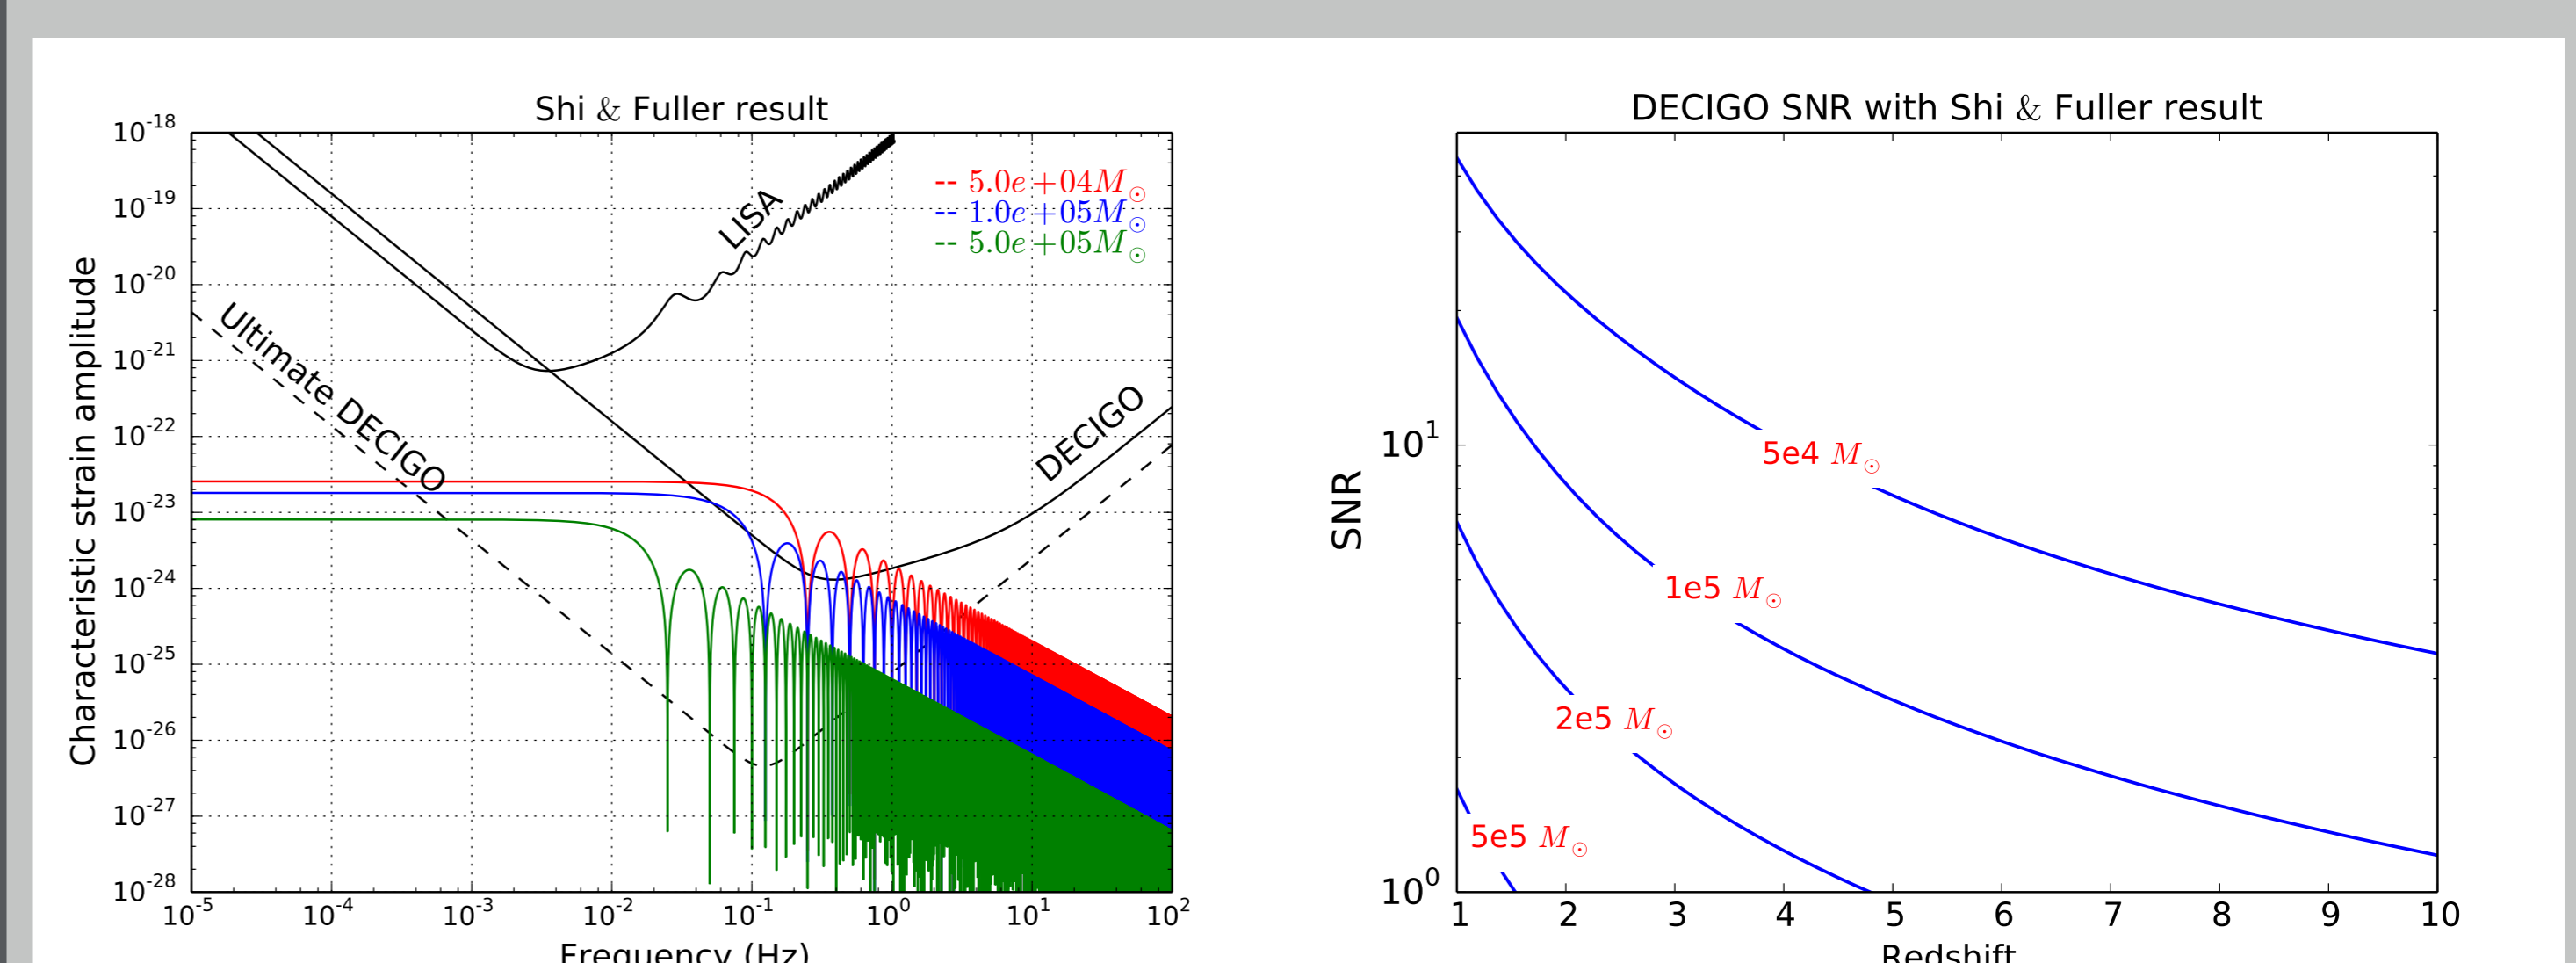 Shi & Fuller result
Characteristic strain amplitude
10^-18
10^-19
10^-20
10^-21
10^-22
10^-23
10^-24
10^-25
10^-26
10^-27
10^-28
LISA
Ultimate DECIGO
DECIGO
-- 5.0e+04M⊙
-- 1.0e+05M⊙
-- 5.0e+05M⊙
10^-5 10^-4 10^-3 10^-2 10^-1 10^0 10^1 10^2
Frequency (Hz)
DECIGO SNR with Shi & Fuller result
SNR
10^1
10^0
5e4 M⊙
1e5 M⊙
2e5 M⊙
5e5 M⊙
1 2 3 4 5 6 7 8 9 10
Redshift